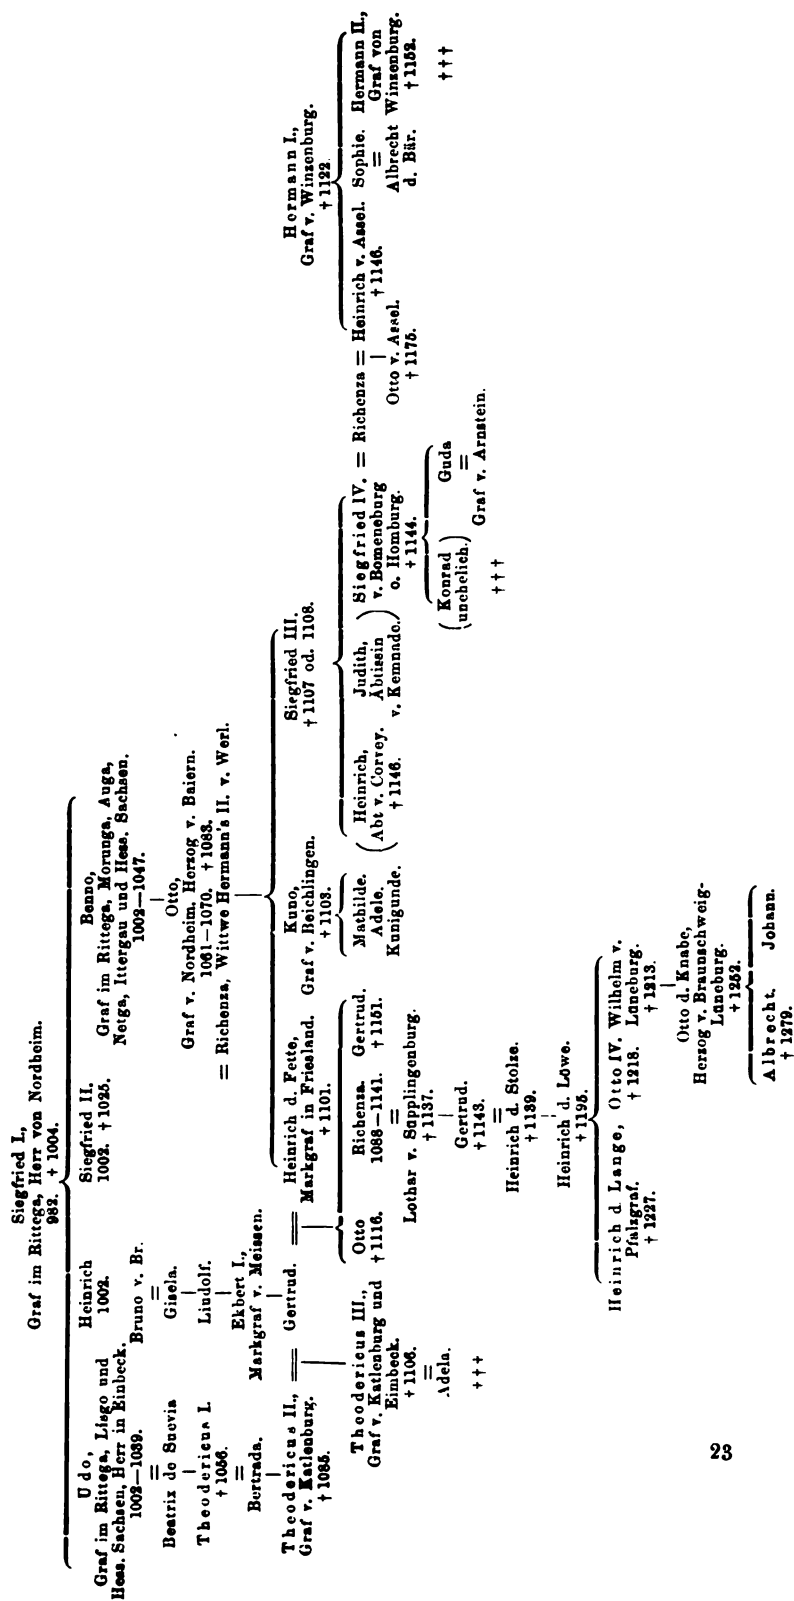 Siegfried I.,
Graf im Rittega, Herr von Nordheim.
982. † 1004.
Udo,
Graf im Rittega, Lisgo und
Hess. Sachsen, Herr in Einbeck.
1002—1039.
=
Beatrix de Suevia
Theodericus I.
† 1056.
=
Bertrada.
Theodericus II.,
Graf v. Katlenburg.
† 1085.
Heinrich
1002.
Siegfried II.
1002. † 1025.
Benno,
Graf im Rittega, Morunga, Auga,
Netga, Ittergau und Hess. Sachsen.
1002—1047.
Otto,
Graf v. Nordheim, Herzog v. Baiern.
1061—1070. † 1083.
= Richenza, Wittwe Hermann's II. v. Werl.
Bruno v. Br.
=
Gisela.
Liudolf.
Ekbert I.,
Markgraf v. Meissen.
= Gertrud. =
Theodericus III.,
Graf v. Katlenburg und
Eimbeck.
† 1106.
=
Adela.
†††
Heinrich d. Fette,
Markgraf in Friesland.
† 1101.
Kuno,
Graf v. Beichlingen.
† 1103.
Siegfried III.
† 1107 od. 1108.
Otto
† 1116.
Richenza.
1088—1141.
Gertrud.
† 1151.
=
Lothar v. Süpplingenburg.
† 1137.
Gertrud.
† 1143.
=
Heinrich d. Stolze.
† 1139.
Heinrich d. Löwe.
† 1195.
Heinrich d. Lange,
Pfalzgraf.
† 1227.
Otto IV.
† 1218.
Wilhelm v.
Lüneburg.
† 1213.
Otto d. Knabe,
Herzog v. Braunschweig-
Lüneburg.
† 1252.
Albrecht.
† 1279.
Johann.
Mathilde.
Adele.
Kunigunde.
(Heinrich,
Abt v. Corvey.
† 1146.
Judith,
Äbtissin
v. Kemnade.)
Siegfried IV.
v. Bomeneburg
o. Homburg.
† 1144.
= Richenza =
(Konrad
unehelich.)
†††
Guda
=
Graf v. Arnstein.
Hermann I.,
Graf v. Winzenburg.
† 1122
Heinrich v. Assel.
† 1146.
Otto v. Assel.
† 1175.
Sophie.
=
Albrecht
d. Bär.
Hermann II.,
Graf von
Winzenburg.
† 1152.
†††
23